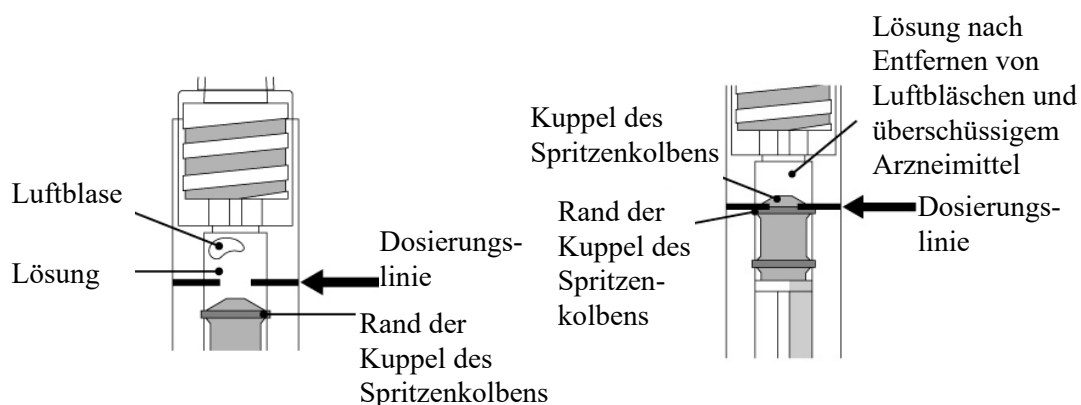 Luftblase
Lösung
Dosierungs-
linie
Rand der
Kuppel des
Spritzenkolbens
Kuppel des
Spritzenkolbens
Rand der
Kuppel des
Spritzen-
kolbens
Lösung nach
Entfernen von
Luftbläschen und
überschüssigem
Arzneimittel
Dosierungs-
linie